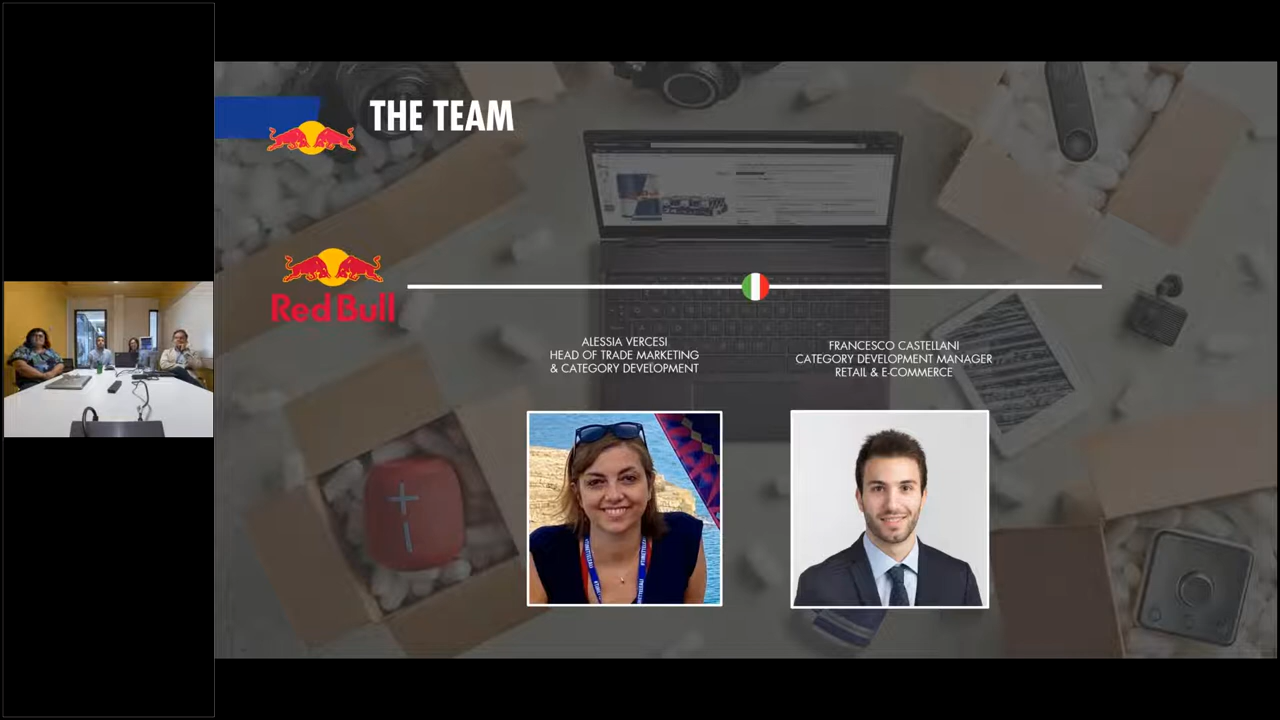 THE TEAM
Red Bull
ALESSIA VERCESI
HEAD OF TRADE MARKETING
& CATEGORY DEVELOPMENT
FRANCESCO CASTELLANI
CATEGORY DEVELOPMENT MANAGER
RETAIL & E-COMMERCE